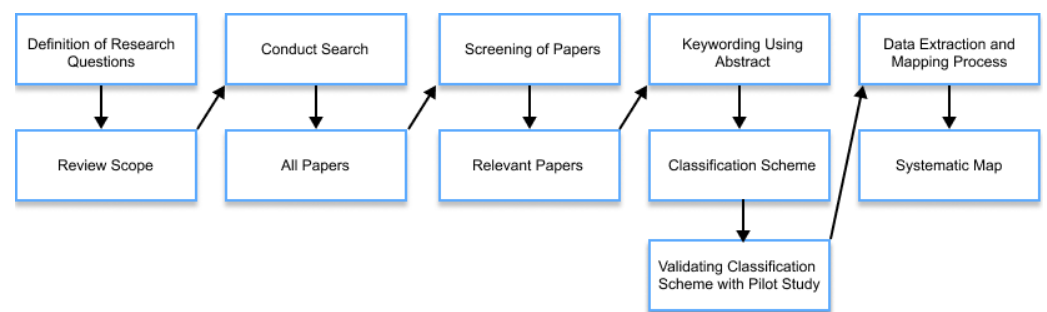 Definition of Research
Questions
Review Scope
Conduct Search
All Papers
Screening of Papers
Relevant Papers
Keywording Using
Abstract
Classification Scheme
Validating Classification
Scheme with Pilot Study
Data Extraction and
Mapping Process
Systematic Map